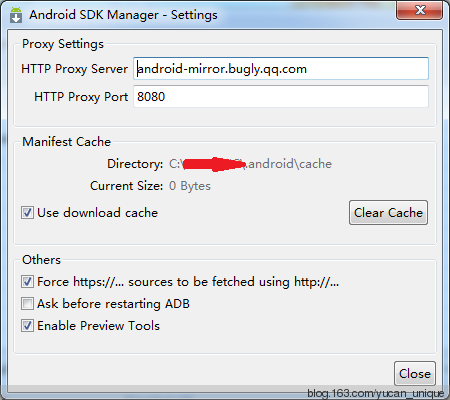 Android SDK Manager - Settings
Proxy Settings
HTTP Proxy Server android-mirror.bugly.qq.com
HTTP Proxy Port 8080
Manifest Cache
Directory: C:\ .android\cache
Current Size: 0 Bytes
Use download cache Clear Cache
Others
Force https://... sources to be fetched using http://...
Ask before restarting ADB
Enable Preview Tools
Close
blog.163.com/yucan_unique